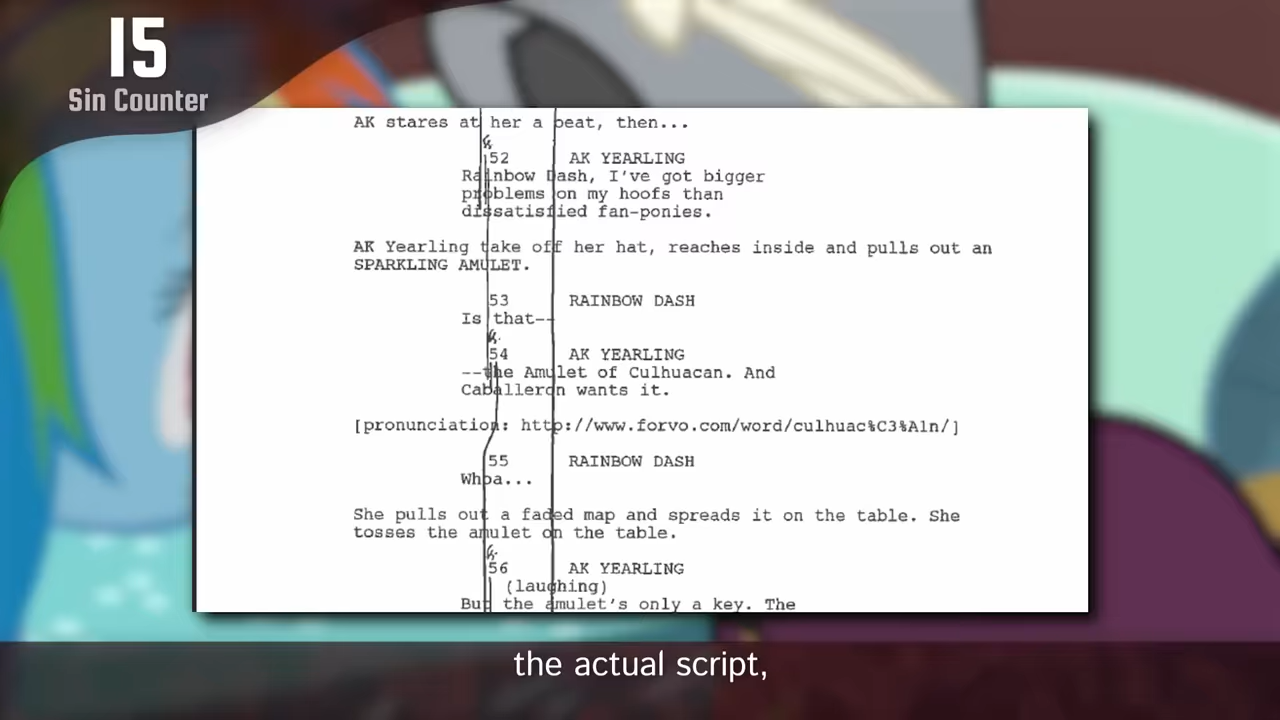 15
Sin Counter
AK stares at her a beat, then...
52 AK YEARLING
Rainbow Dash, I've got bigger
problems on my hoofs than
dissatisfied fan-ponies.
AK Yearling take off her hat, reaches inside and pulls out an
SPARKLING AMULET.
53 RAINBOW DASH
Is that--
54 AK YEARLING
--the Amulet of Culhuacan. And
Caballeron wants it.
[pronunciation: http://www.forvo.com/word/culhuac%C3%A1n/]
55 RAINBOW DASH
Whoa...
She pulls out a faded map and spreads it on the table. She
tosses the amulet on the table.
56 AK YEARLING
(laughing)
But the amulet's only a key. The
the actual script,